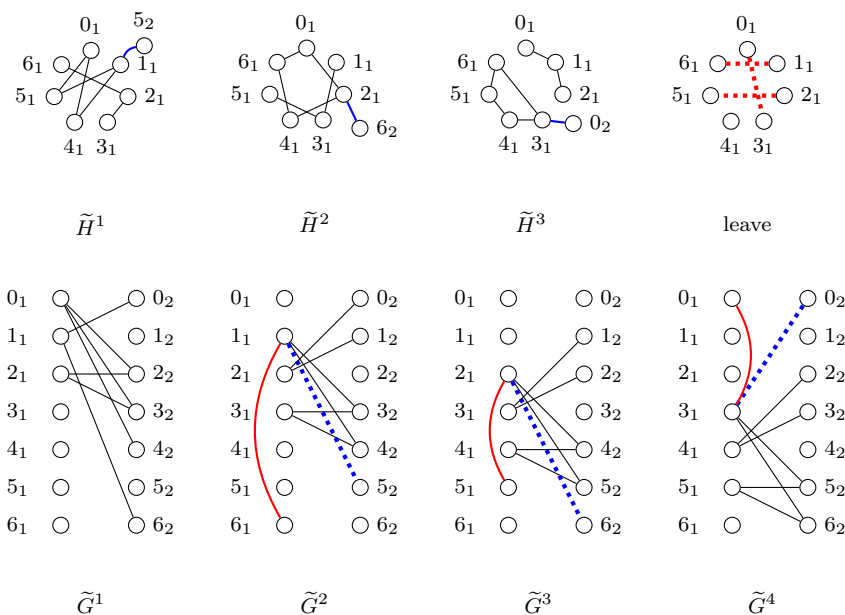 0₁ 5₂ 0₁ 0₁ 0₁
6₁ 1₁ 6₁ 1₁ 6₁ 1₁ 6₁ 1₁
5₁ 2₁ 5₁ 2₁ 5₁ 2₁ 5₁ 2₁
6₂ 0₂
4₁ 3₁ 4₁ 3₁ 4₁ 3₁ 4₁ 3₁
H̃¹ H̃² H̃³ leave
0₁ 0₂ 0₁ 0₂ 0₁ 0₂ 0₁ 0₂
1₁ 1₂ 1₁ 1₂ 1₁ 1₂ 1₁ 1₂
2₁ 2₂ 2₁ 2₂ 2₁ 2₂ 2₁ 2₂
3₁ 3₂ 3₁ 3₂ 3₁ 3₂ 3₁ 3₂
4₁ 4₂ 4₁ 4₂ 4₁ 4₂ 4₁ 4₂
5₁ 5₂ 5₁ 5₂ 5₁ 5₂ 5₁ 5₂
6₁ 6₂ 6₁ 6₂ 6₁ 6₂ 6₁ 6₂
G̃¹ G̃² G̃³ G̃⁴